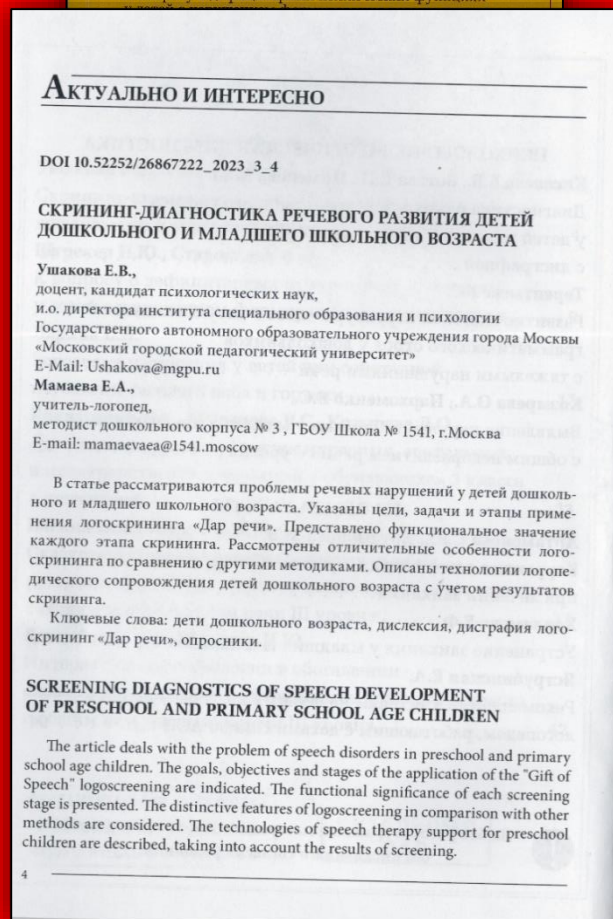 АКТУАЛЬНО И ИНТЕРЕСНО
DOI 10.52252/26867222_2023_3_4
СКРИНИНГ-ДИАГНОСТИКА РЕЧЕВОГО РАЗВИТИЯ ДЕТЕЙ
ДОШКОЛЬНОГО И МЛАДШЕГО ШКОЛЬНОГО ВОЗРАСТА
Ушакова Е.В.,
доцент, кандидат психологических наук,
и.о. директора института специального образования и психологии
Государственного автономного образовательного учреждения города Москвы
«Московский городской педагогический университет»
E-Mail: Ushakova@mgpu.ru
Мамаева Е.А.,
учитель-логопед,
методист дошкольного корпуса № 3 , ГБОУ Школа № 1541, г.Москва
E-mail: mamaevaea@1541.moscow
В статье рассматриваются проблемы речевых нарушений у детей дошколь-
ного и младшего школьного возраста. Указаны цели, задачи и этапы приме-
нения логоскрининга «Дар речи». Представлено функциональное значение
каждого этапа скрининга. Рассмотрены отличительные особенности лого-
скрининга по сравнению с другими методиками. Описаны технологии логопе-
дического сопровождения детей дошкольного возраста с учетом результатов
скрининга.
Ключевые слова: дети дошкольного возраста, дислексия, дисграфия лого-
скрининг «Дар речи», опросники.
SCREENING DIAGNOSTICS OF SPEECH DEVELOPMENT
OF PRESCHOOL AND PRIMARY SCHOOL AGE CHILDREN
The article deals with the problem of speech disorders in preschool and primary
school age children. The goals, objectives and stages of the application of the "Gift of
Speech" logoscreening are indicated. The functional significance of each screening
stage is presented. The distinctive features of logoscreening in comparison with other
methods are considered. The technologies of speech therapy support for preschool
children are described, taking into account the results of screening.
4